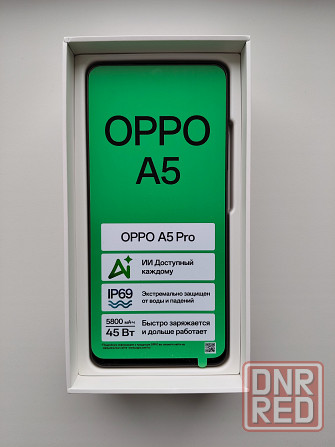 OPPO
A5
OPPO A5 Pro
Ai
ИИ Доступный
каждому
IP69
Экстремально защищен
от воды и падений
5800 мАч
45 Вт
Быстро заряжается
и дольше работает
DNR
RED